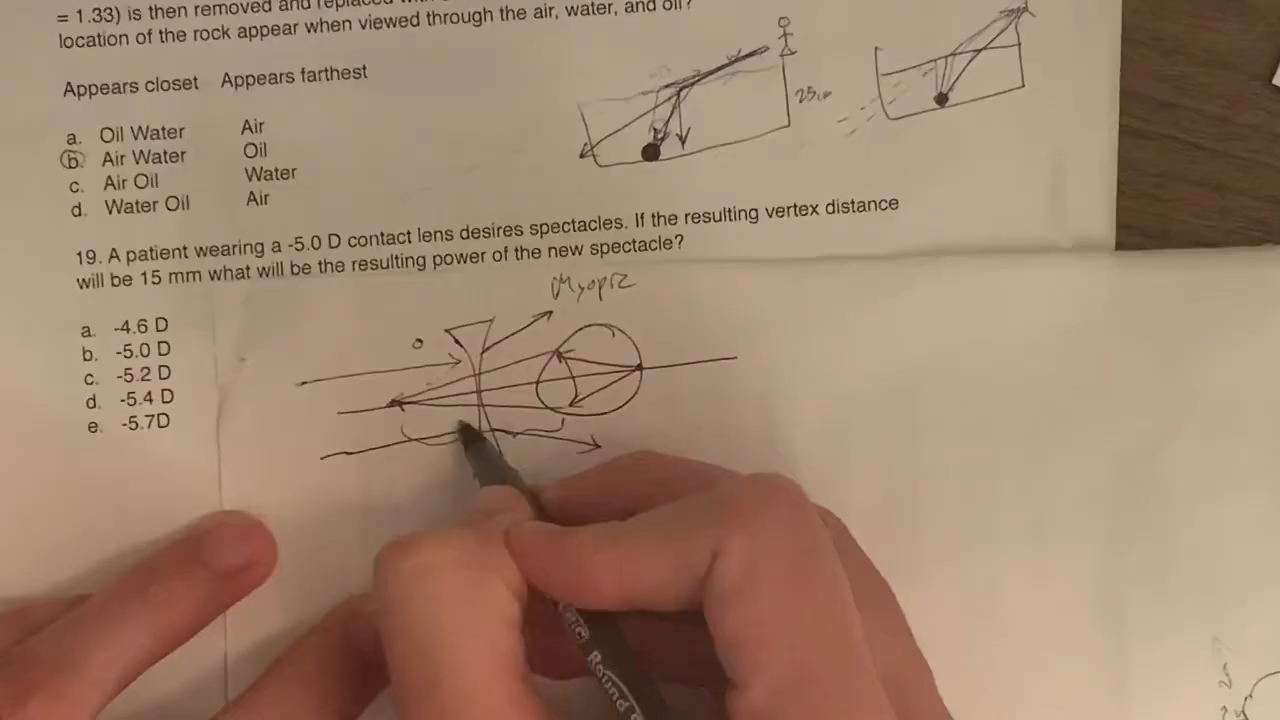 = 1.33) is then removed and
location of the rock appear when viewed through the air, water, and oil?
Appears closet Appears farthest
a. Oil Water Air
b. Air Water Oil
c. Air Oil Water
d. Water Oil Air
25cm
19. A patient wearing a -5.0 D contact lens desires spectacles. If the resulting vertex distance
will be 15 mm what will be the resulting power of the new spectacle?
a. -4.6 D
b. -5.0 D
c. -5.2 D
d. -5.4 D
e. -5.7D
Round